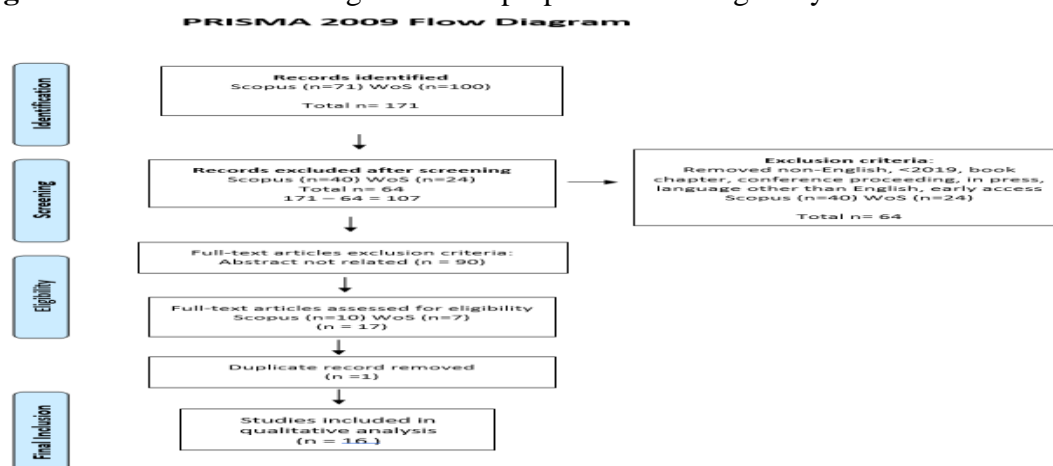 PRISMA 2009 Flow Diagram
Identification
Records identified
Scopus (n=71) WoS (n=100)
Total n= 171
Screening
Records excluded after screening
Scopus (n=40) WoS (n=24)
Total n= 64
171 – 64 = 107
Exclusion criteria:
Removed non-English, <2019, book
chapter, conference proceeding, in press,
language other than English, early access
Scopus (n=40) WoS (n=24)
Total n= 64
Eligibility
Full-text articles exclusion criteria:
Abstract not related (n = 90)
Full-text articles assessed for eligibility
Scopus (n=10) WoS (n=7)
(n = 17)
Duplicate record removed
(n =1)
Final Inclusion
Studies included in
qualitative analysis
(n = 16 )